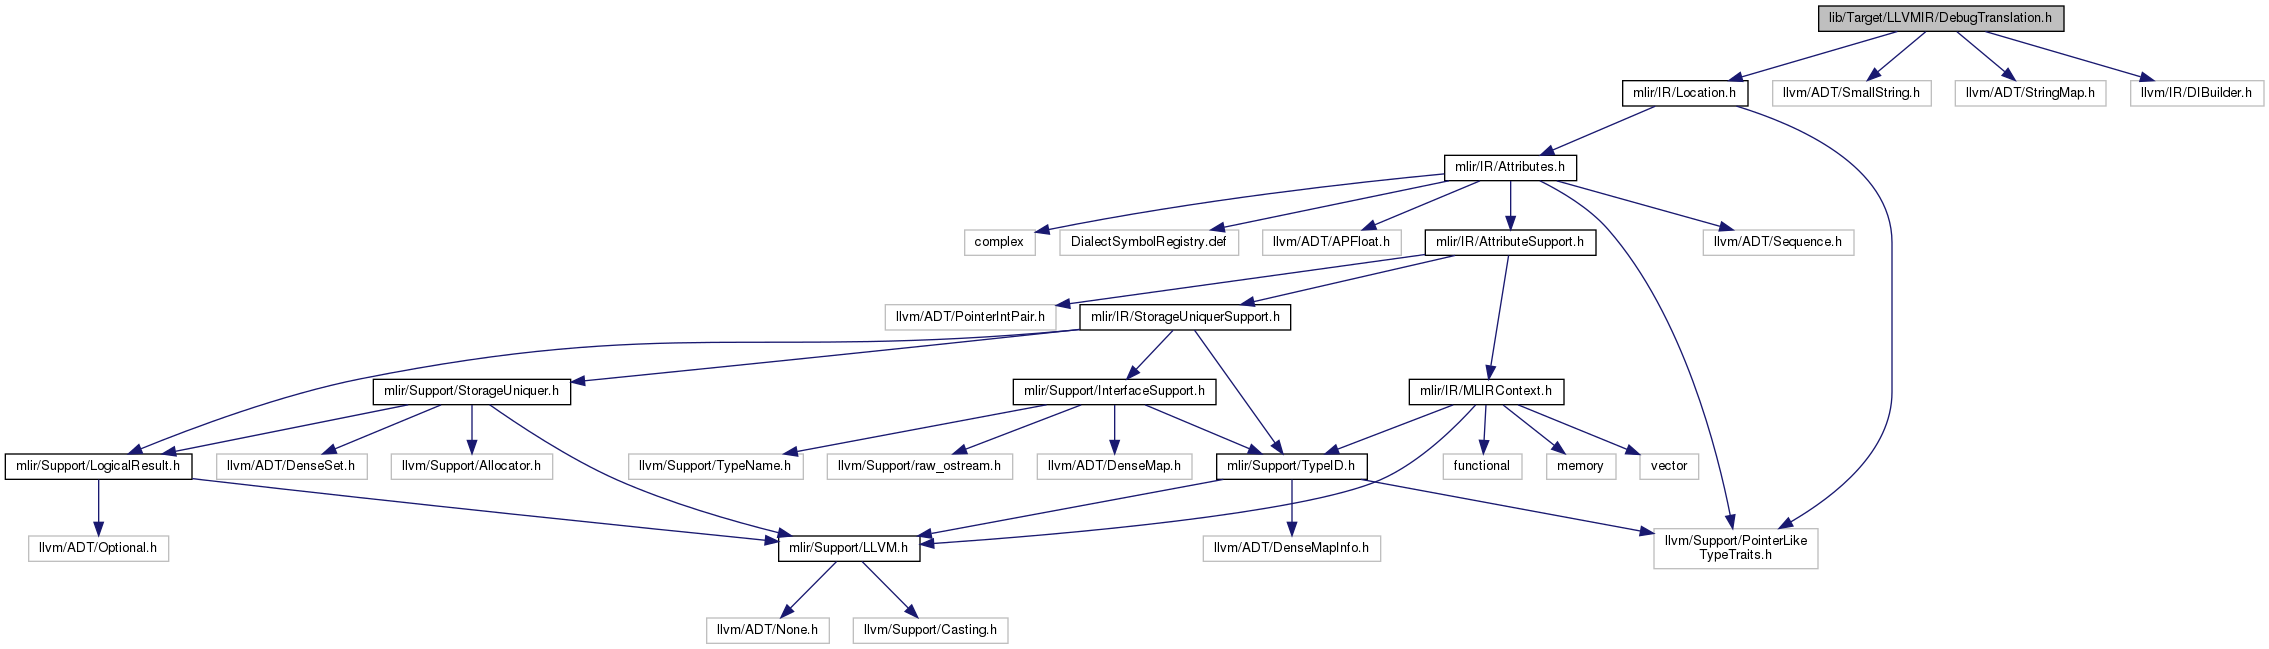 lib/Target/LLVMIR/DebugTranslation.h
mlir/IR/Location.h
llvm/ADT/SmallString.h
llvm/ADT/StringMap.h
llvm/IR/DIBuilder.h
mlir/IR/Attributes.h
complex
DialectSymbolRegistry.def
llvm/ADT/APFloat.h
mlir/IR/AttributeSupport.h
llvm/ADT/Sequence.h
llvm/ADT/PointerIntPair.h
mlir/IR/StorageUniquerSupport.h
mlir/Support/StorageUniquer.h
mlir/Support/InterfaceSupport.h
mlir/IR/MLIRContext.h
mlir/Support/LogicalResult.h
llvm/ADT/DenseSet.h
llvm/Support/Allocator.h
llvm/Support/TypeName.h
llvm/Support/raw_ostream.h
llvm/ADT/DenseMap.h
mlir/Support/TypeID.h
functional
memory
vector
llvm/ADT/Optional.h
mlir/Support/LLVM.h
llvm/ADT/DenseMapInfo.h
llvm/Support/PointerLike
TypeTraits.h
llvm/ADT/None.h
llvm/Support/Casting.h